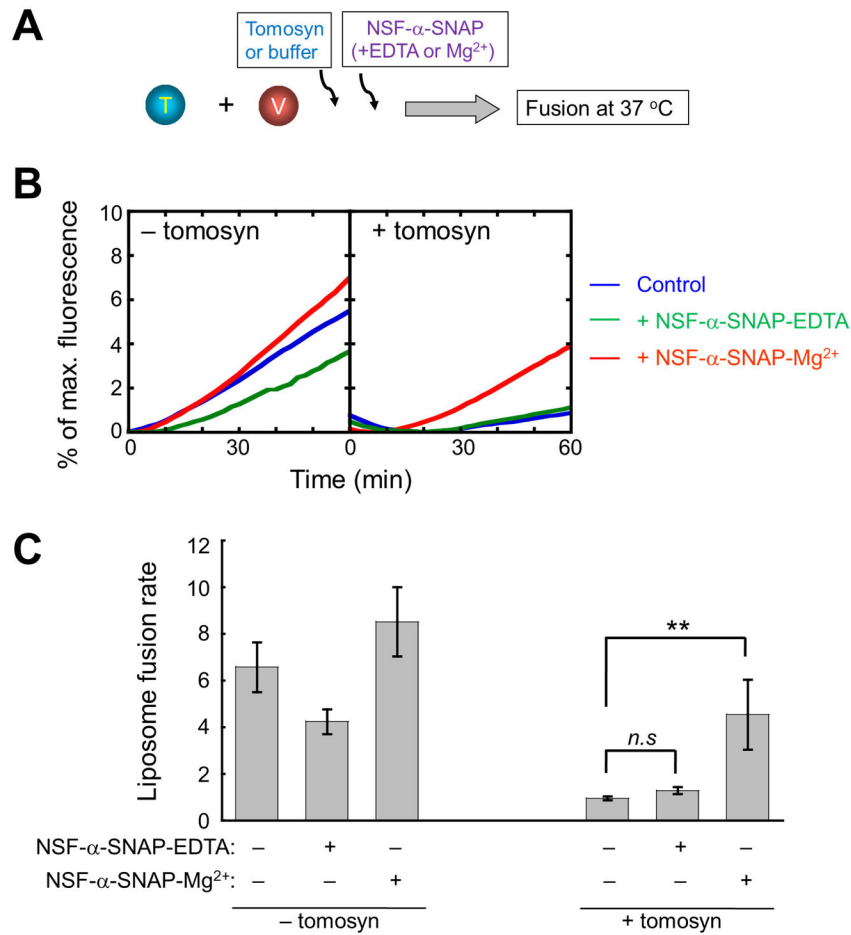 A
Tomosyn
or buffer
NSF-α-SNAP
(+EDTA or Mg²⁺)
T
+
V
Fusion at 37 °C
B
% of max. fluorescence
10
8
6
4
2
0
– tomosyn
+ tomosyn
0
30
0
30
60
Time (min)
Control
+ NSF-α-SNAP-EDTA
+ NSF-α-SNAP-Mg²⁺
C
Liposome fusion rate
12
10
8
6
4
2
0
**
n.s
NSF-α-SNAP-EDTA: – + – – + –
NSF-α-SNAP-Mg²⁺: – – + – – +
– tomosyn
+ tomosyn